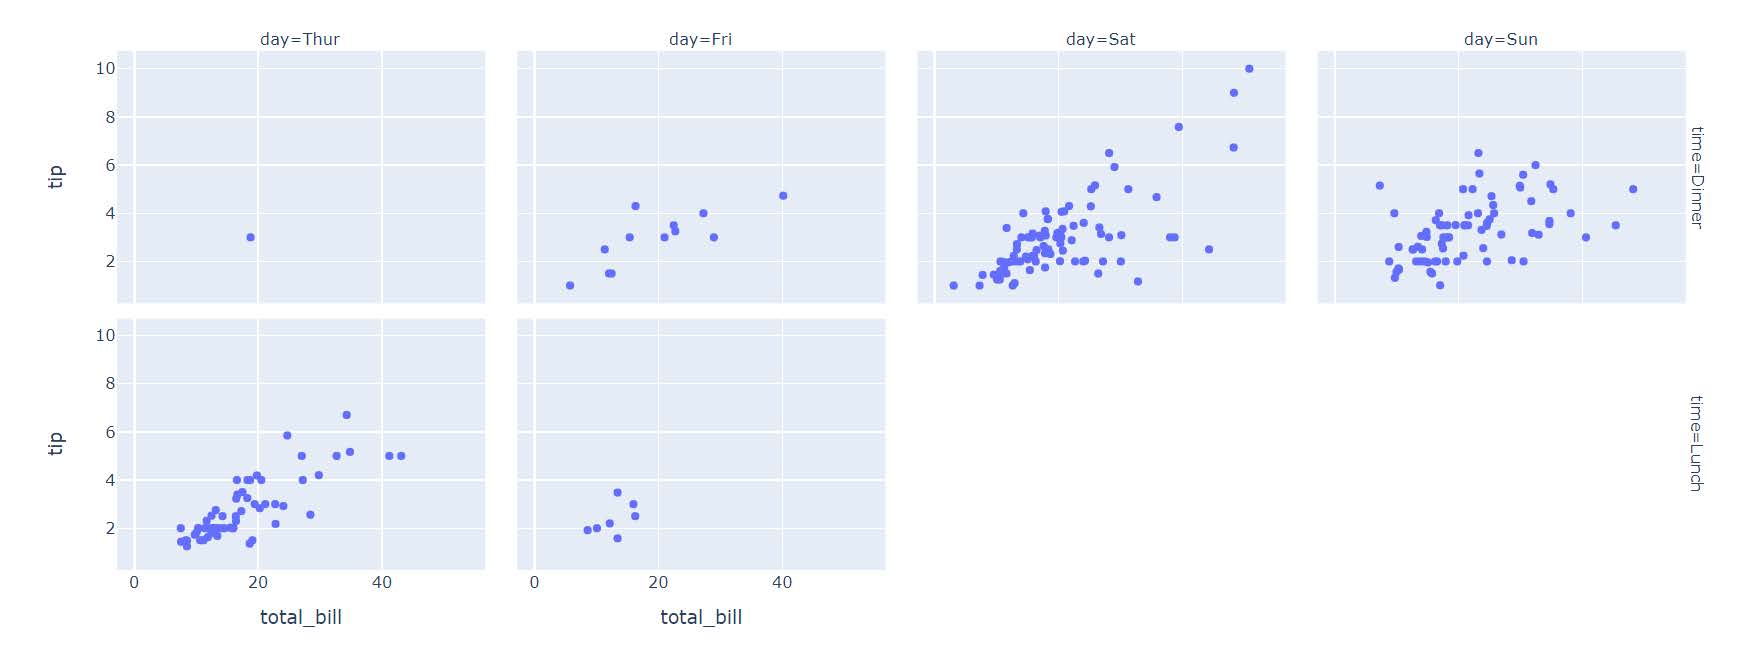 day=Thur day=Fri day=Sat day=Sun
10
8
6
4
2
tip
time=Dinner
10
8
6
4
2
tip
time=Lunch
0 20 40 0 20 40
total_bill total_bill